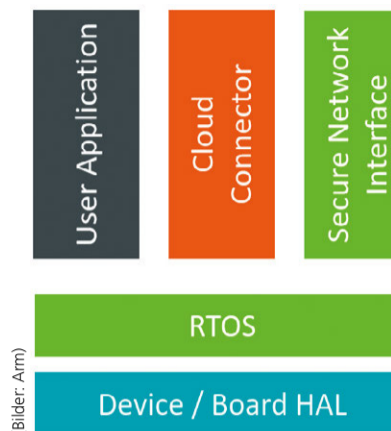 User Application
Cloud
Connector
Secure Network
Interface
RTOS
Device / Board HAL
Bilder: Arm)